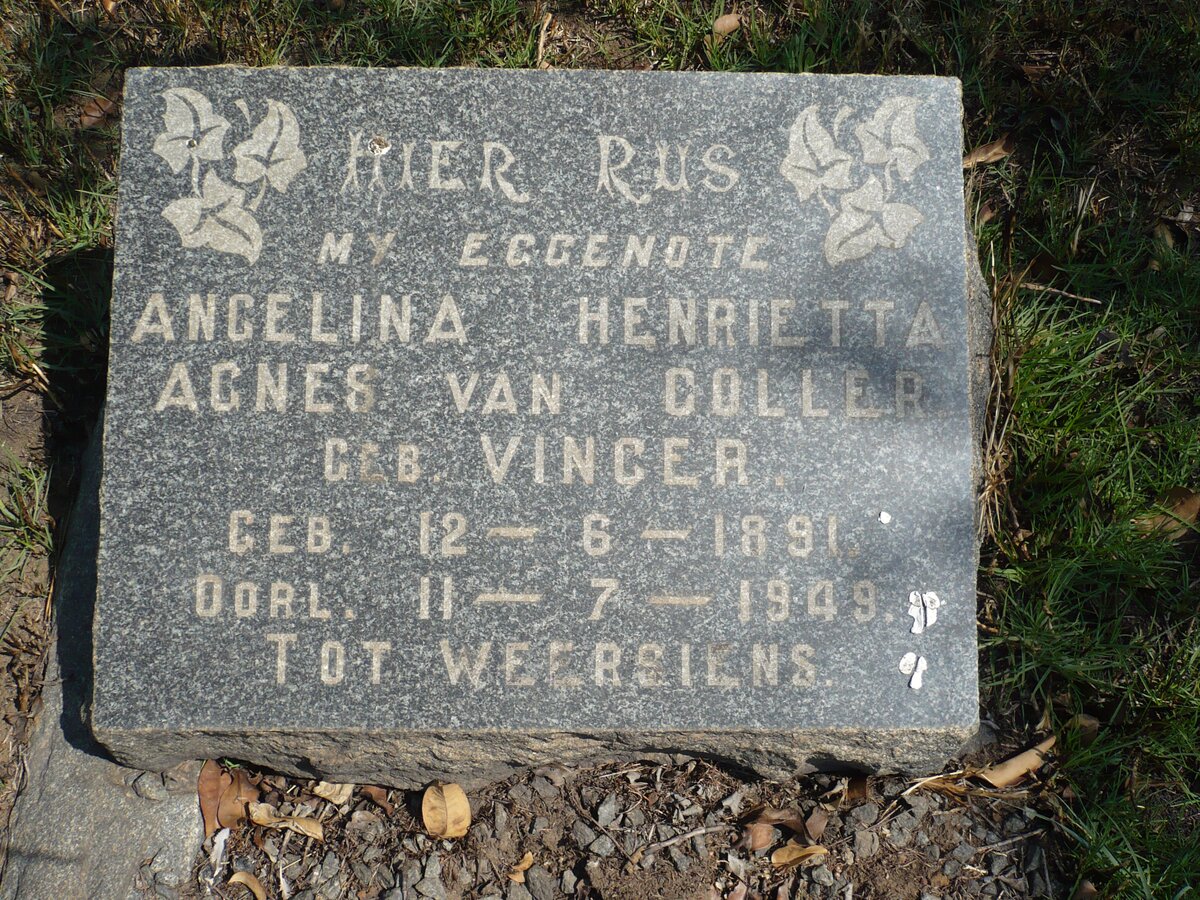 HIER RUS
MY EGGENOTE
ANGELINA HENRIETTA
AGNES VAN COLLER
GEB. VINGER.
GEB. 12 — 6 — 1891.
OORL. 11 — 7 — 1949.
TOT WEERSIENS.